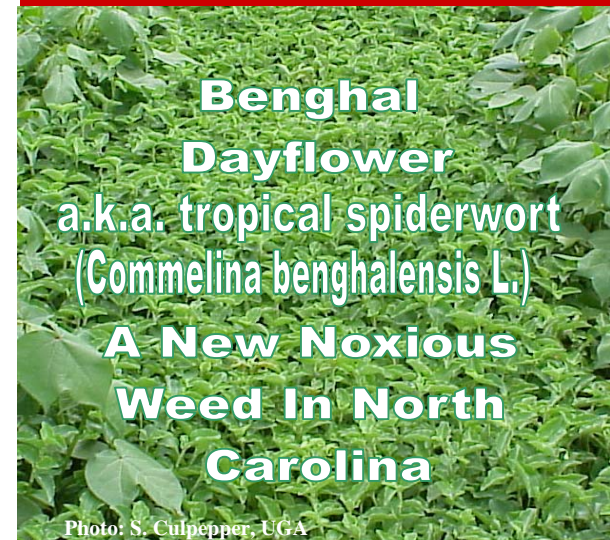 Benghal
Dayflower
a.k.a. tropical spiderwort
(Commelina benghalensis L.)
A New Noxious
Weed In North
Carolina
Photo: S. Culpepper, UGA